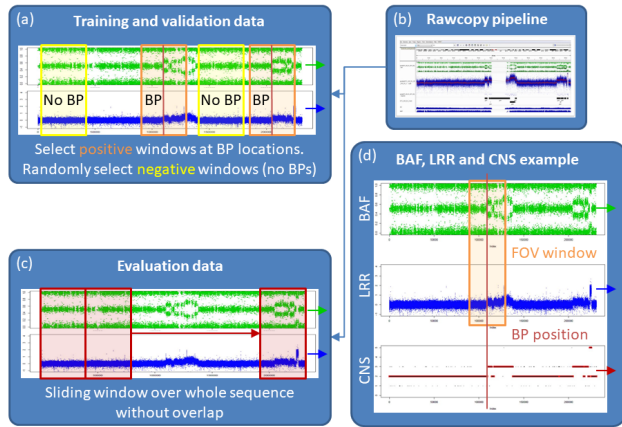 (a) Training and validation data
No BP BP No BP BP
Select positive windows at BP locations.
Randomly select negative windows (no BPs)
(b) Rawcopy pipeline
(c) Evaluation data
Sliding window over whole sequence
without overlap
(d) BAF, LRR and CNS example
BAF
FOV window
LRR
BP position
CNS